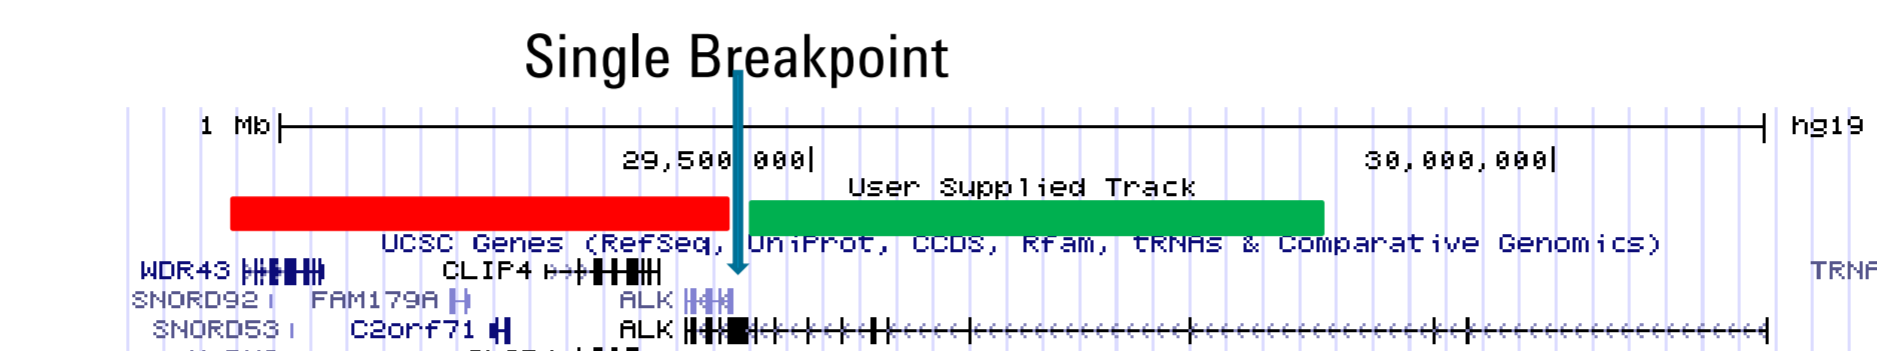 Single Breakpoint
1 Mb hg19
29,500,000 30,000,000
User Supplied Track
UCSC Genes (RefSeq, UniProt, CCDS, Rfam, tRNAs & Comparative Genomics)
WDR43 CLIP4 TRNA
SNORD92 FAM179A ALK
SNORD53 C2orf71 ALK